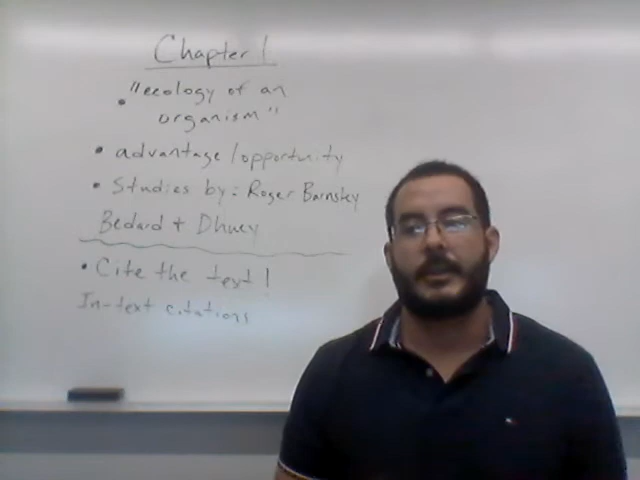 Chapter 1
• "ecology of an
organism"
• advantage/opportunity
• Studies by: Roger Barnsley
Bedard + Dhuey
• Cite the text!
In-text citations